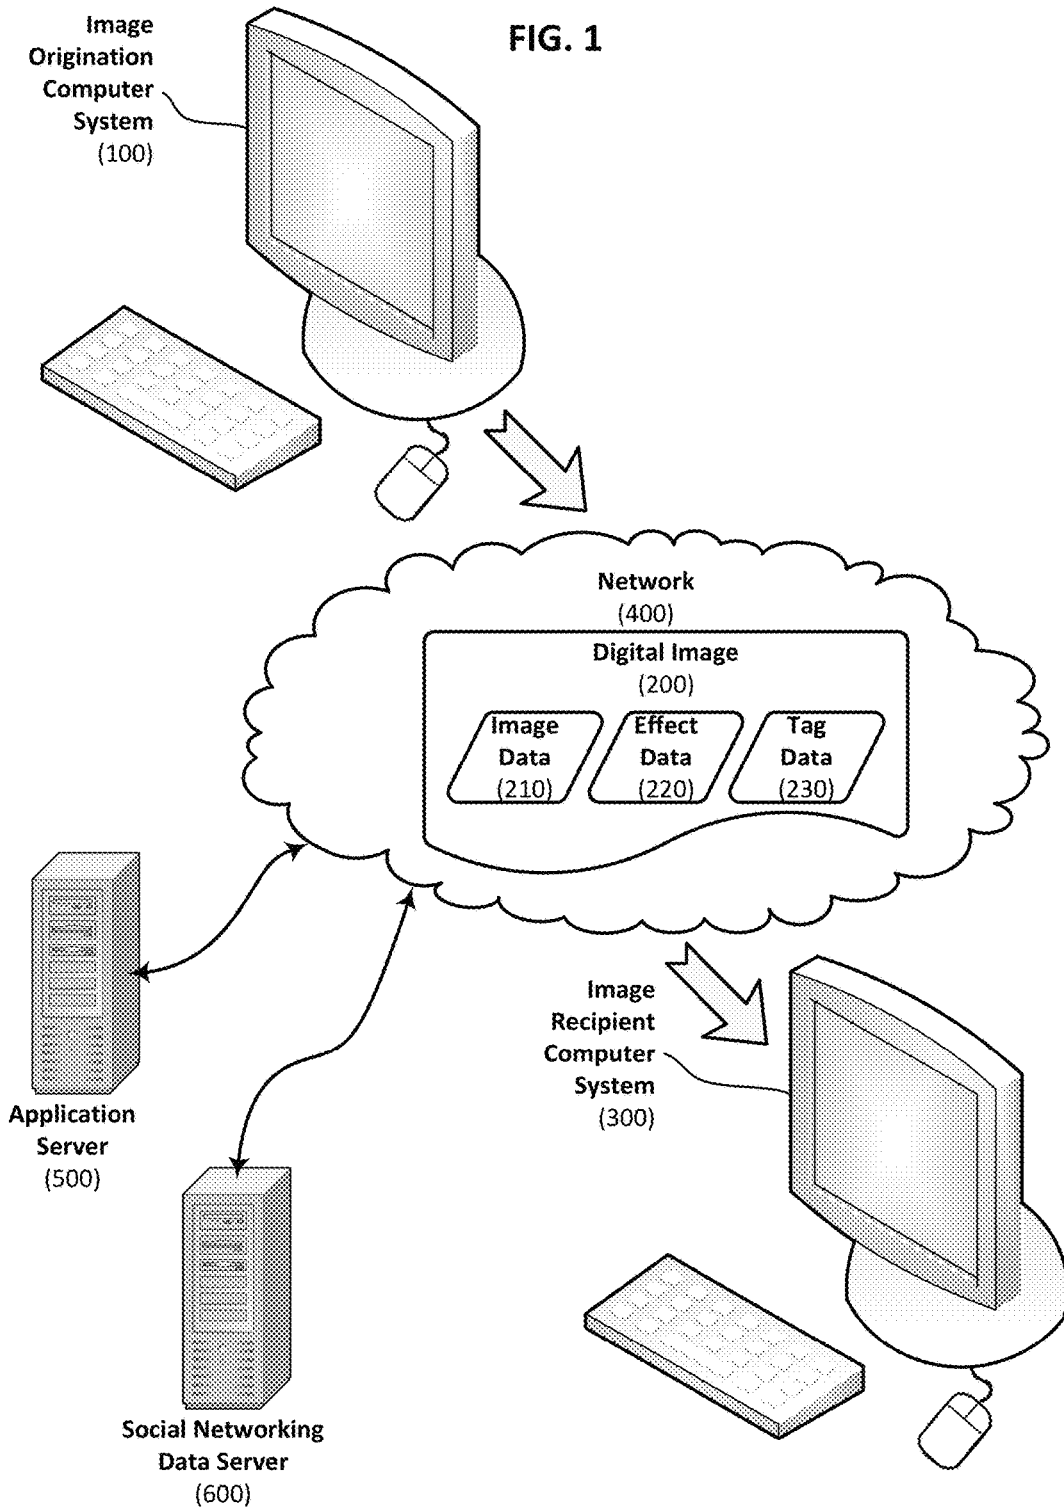 FIG. 1
Image
Origination
Computer
System
(100)
Network
(400)
Digital Image
(200)
Image
Data
(210)
Effect
Data
(220)
Tag
Data
(230)
Application
Server
(500)
Image
Recipient
Computer
System
(300)
Social Networking
Data Server
(600)